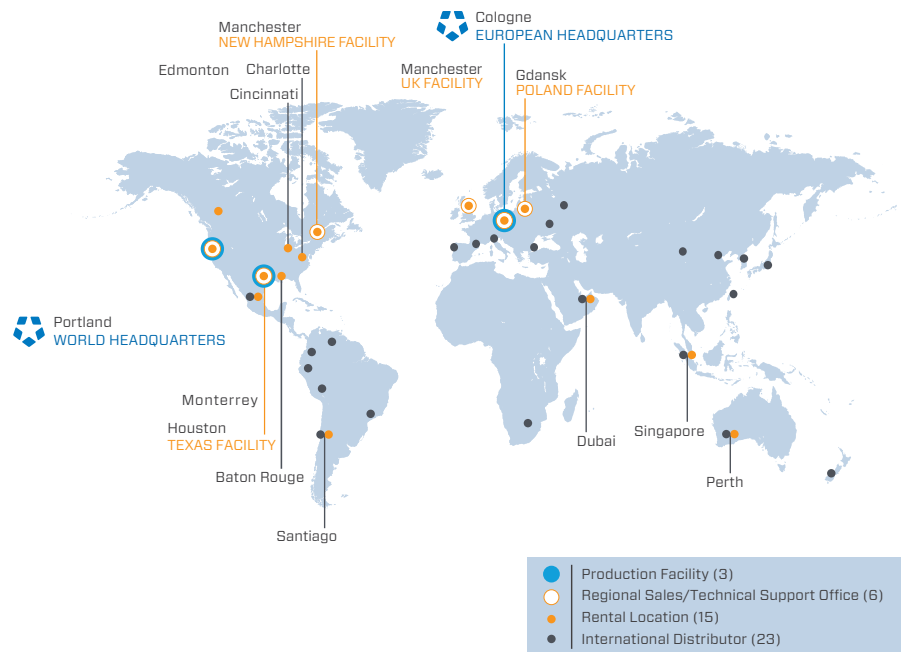 Cologne
EUROPEAN HEADQUARTERS
Manchester
NEW HAMPSHIRE FACILITY
Edmonton
Charlotte
Cincinnati
Manchester
UK FACILITY
Gdansk
POLAND FACILITY
Portland
WORLD HEADQUARTERS
Monterrey
Houston
TEXAS FACILITY
Baton Rouge
Santiago
Dubai
Singapore
Perth
Production Facility (3)
Regional Sales/Technical Support Office (6)
Rental Location (15)
International Distributor (23)